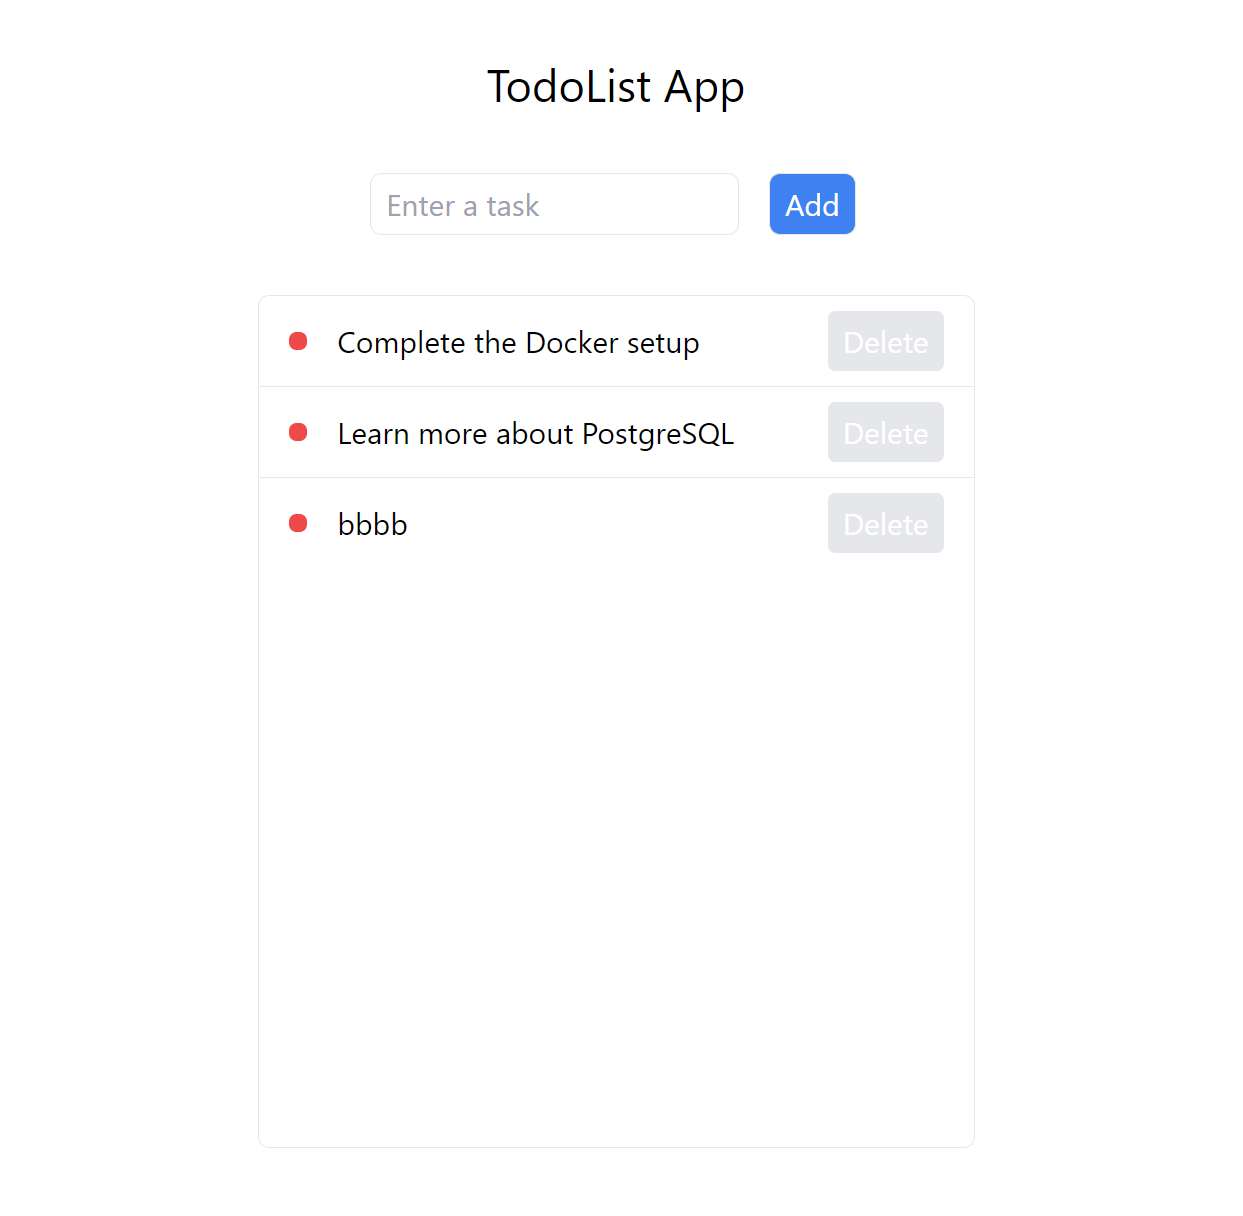 TodoList App
Enter a task
Add
Complete the Docker setup
Delete
Learn more about PostgreSQL
Delete
bbbb
Delete